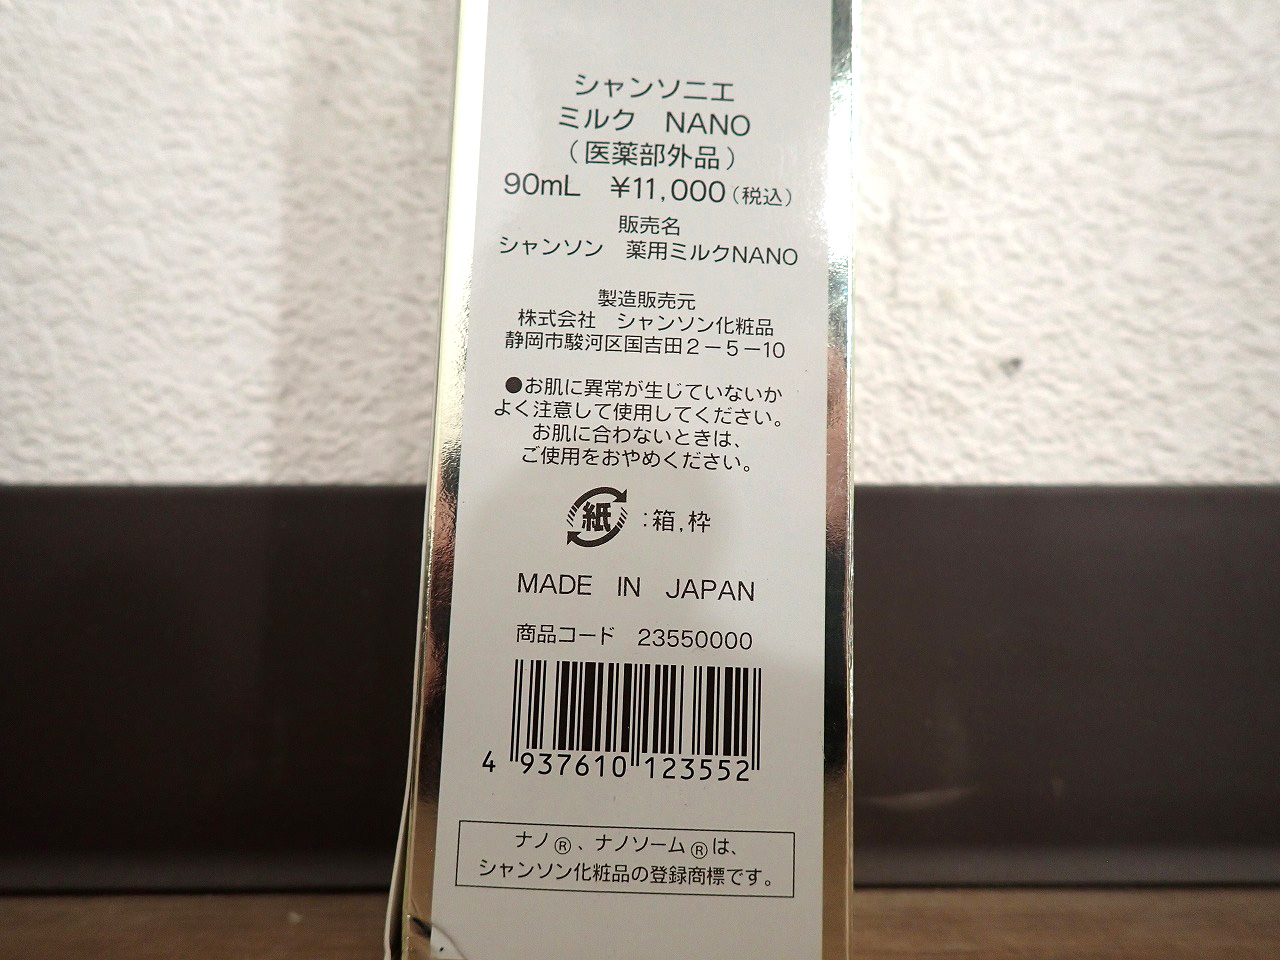 シャンソニエ
ミルク　NANO
（医薬部外品）
90mL　¥11,000（税込）
販売名
シャンソン　薬用ミルクNANO
製造販売元
株式会社　シャンソン化粧品
静岡市駿河区国吉田2－5－10
●お肌に異常が生じていないか
よく注意して使用してください。
お肌に合わないときは、
ご使用をおやめください。
紙：箱,枠
MADE IN JAPAN
商品コード　23550000
4 937610 123552
ナノ®、ナノソーム®は、
シャンソン化粧品の登録商標です。